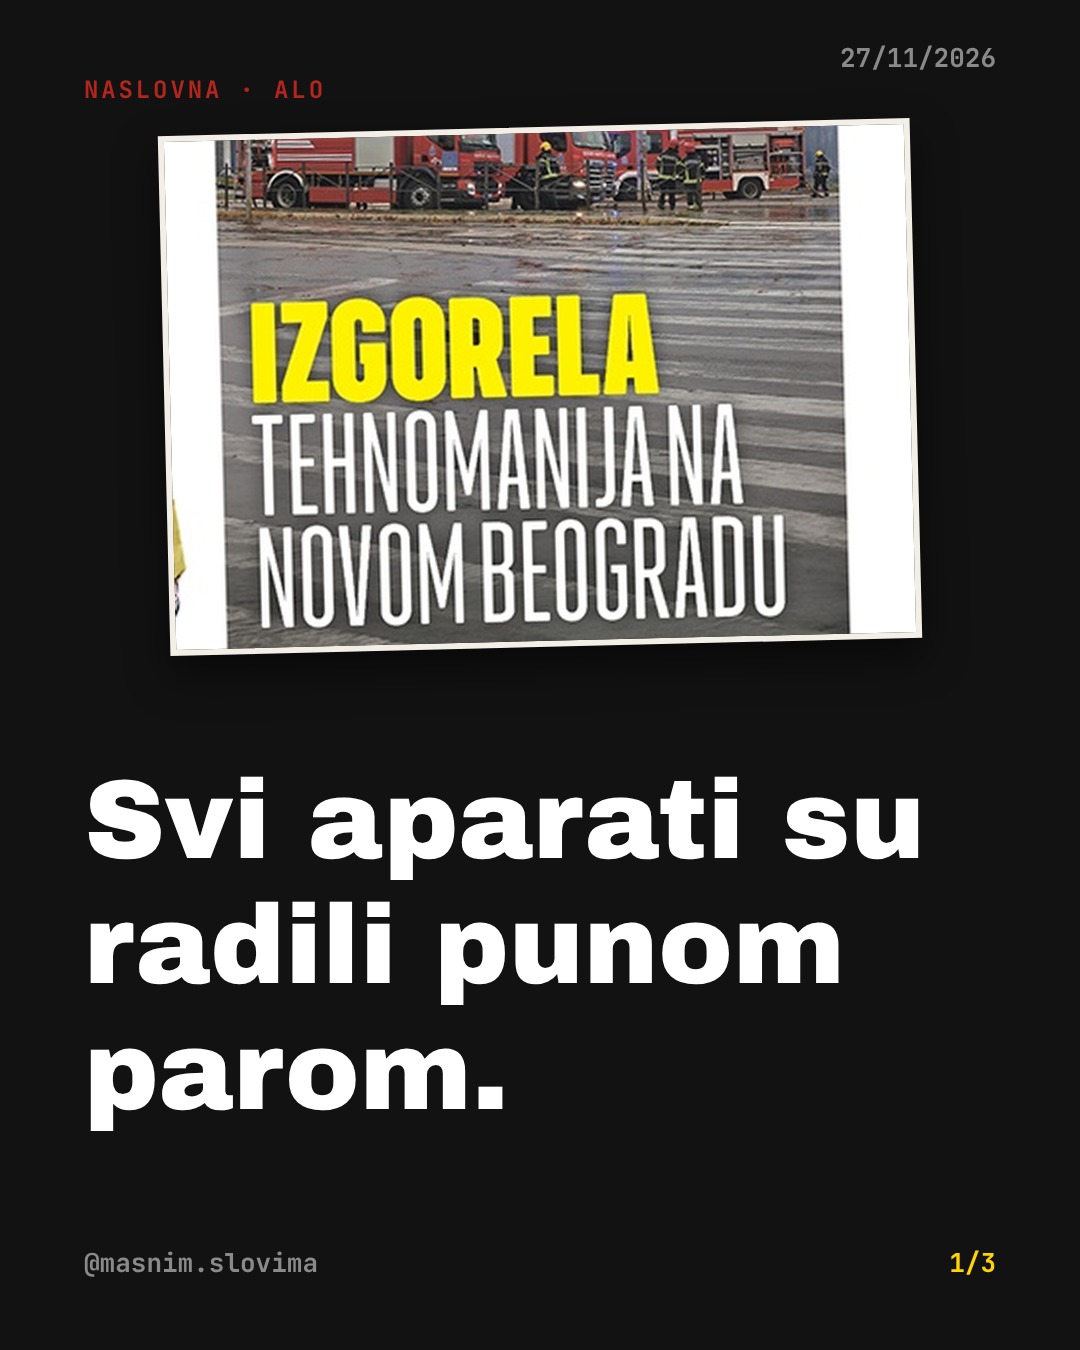 27/11/2026
NASLOVNA · ALO
IZGORELA
TEHNOMANIJA NA
NOVOM BEOGRADU
Svi aparati su
radili punom
parom.
@masnim.slovima
1/3